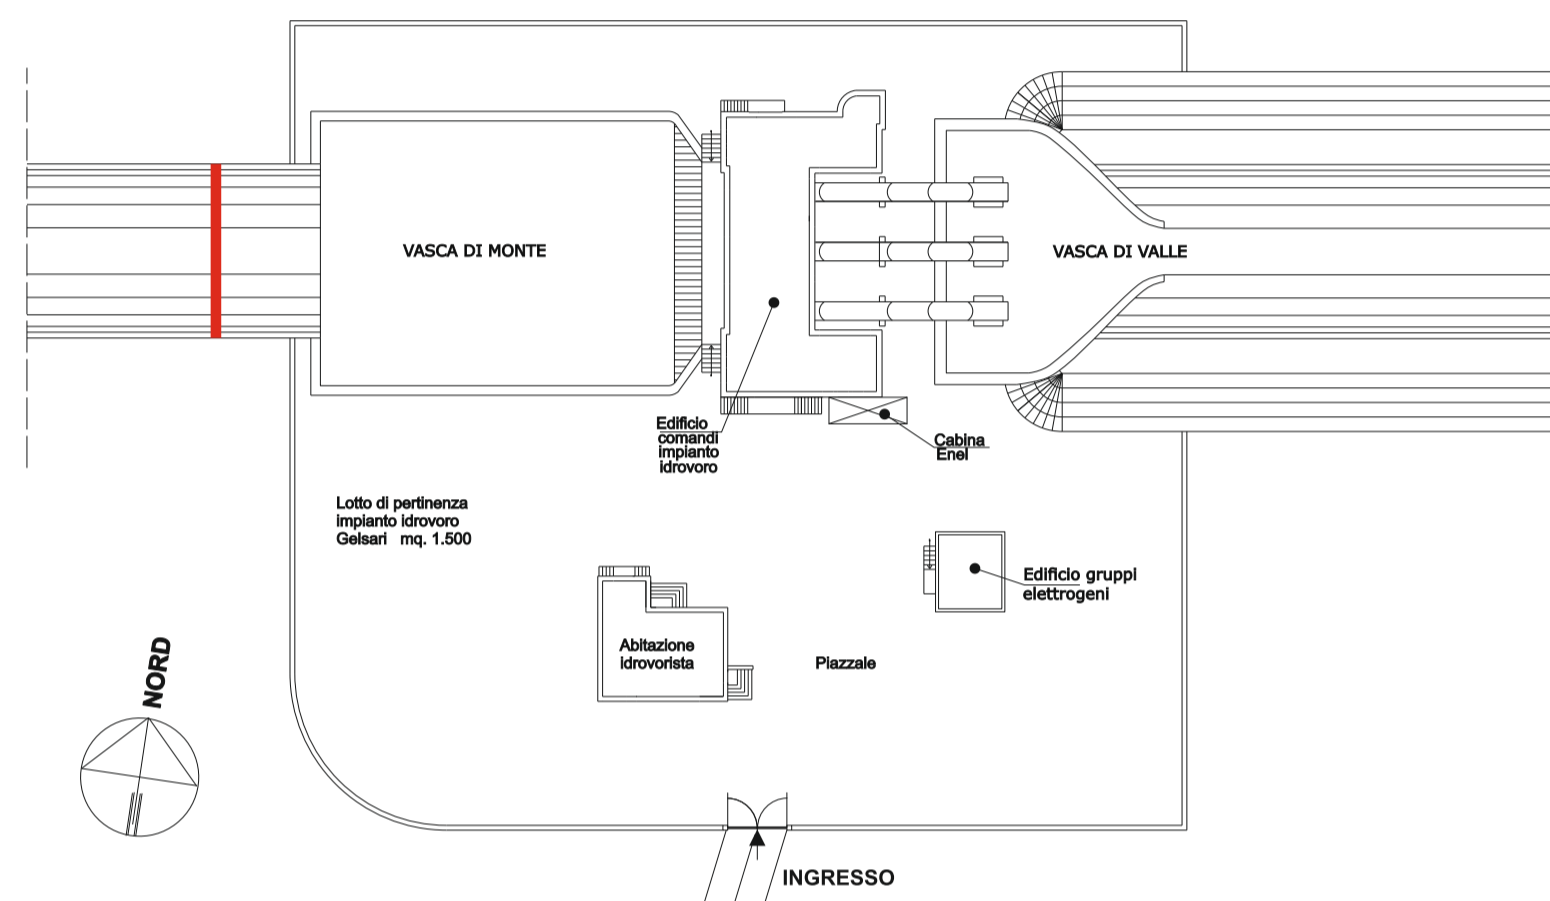 VASCA DI MONTE
VASCA DI VALLE
Edificio
comandi
impianto
idrovoro
Cabina
Enel
Lotto di pertinenza
impianto idrovoro
Gelsari mq. 1.500
Edificio gruppi
elettrogeni
Abitazione
idrovorista
Piazzale
NORD
INGRESSO